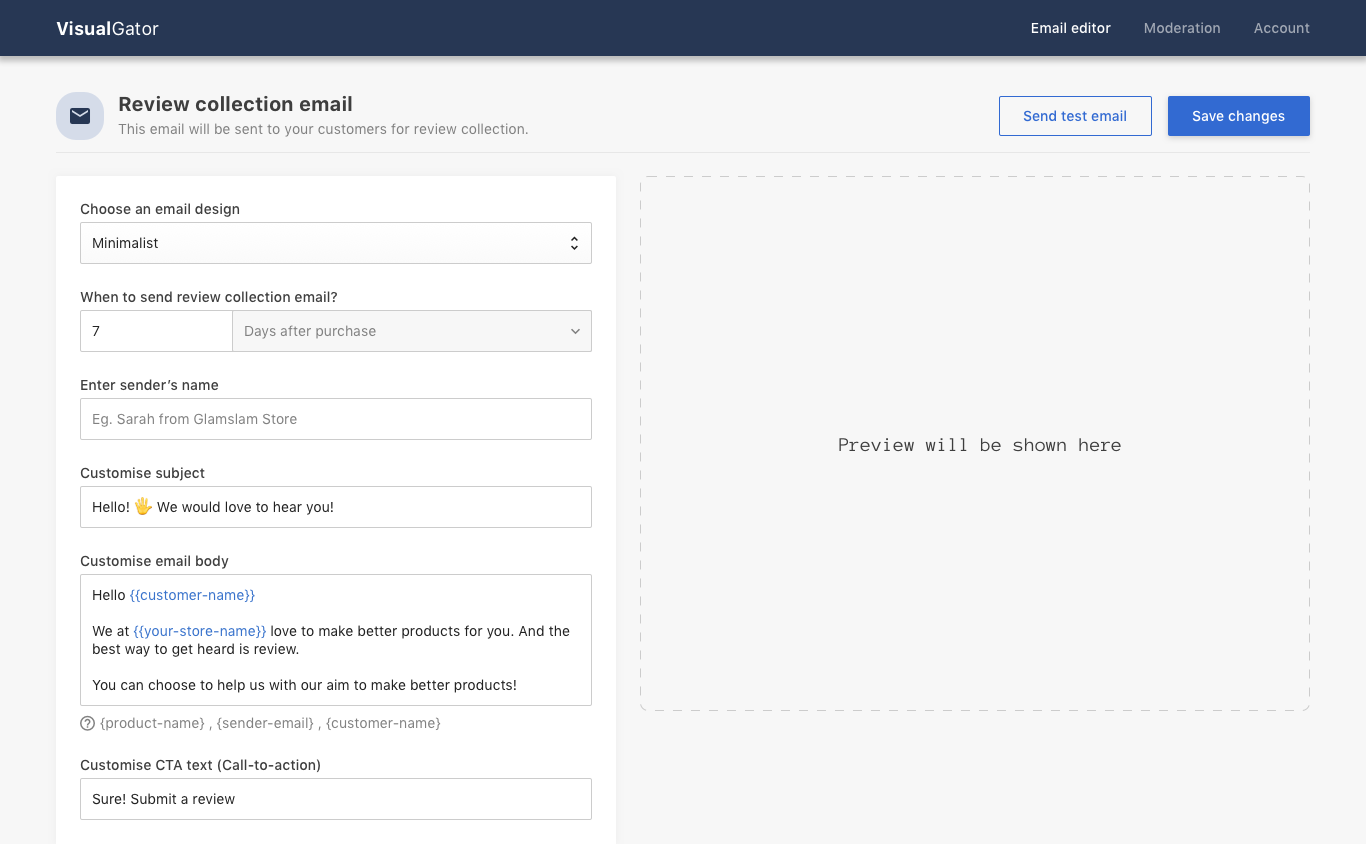 VisualGator
Email editor
Moderation
Account
Review collection email
This email will be sent to your customers for review collection.
Send test email
Save changes
Choose an email design
Minimalist
When to send review collection email?
7
Days after purchase
Enter sender’s name
Eg. Sarah from Glamslam Store
Customise subject
Hello! 🖐 We would love to hear you!
Customise email body
Hello {{customer-name}}
We at {{your-store-name}} love to make better products for you. And the
best way to get heard is review.
You can choose to help us with our aim to make better products!
{product-name} , {sender-email} , {customer-name}
Customise CTA text (Call-to-action)
Sure! Submit a review
Preview will be shown here